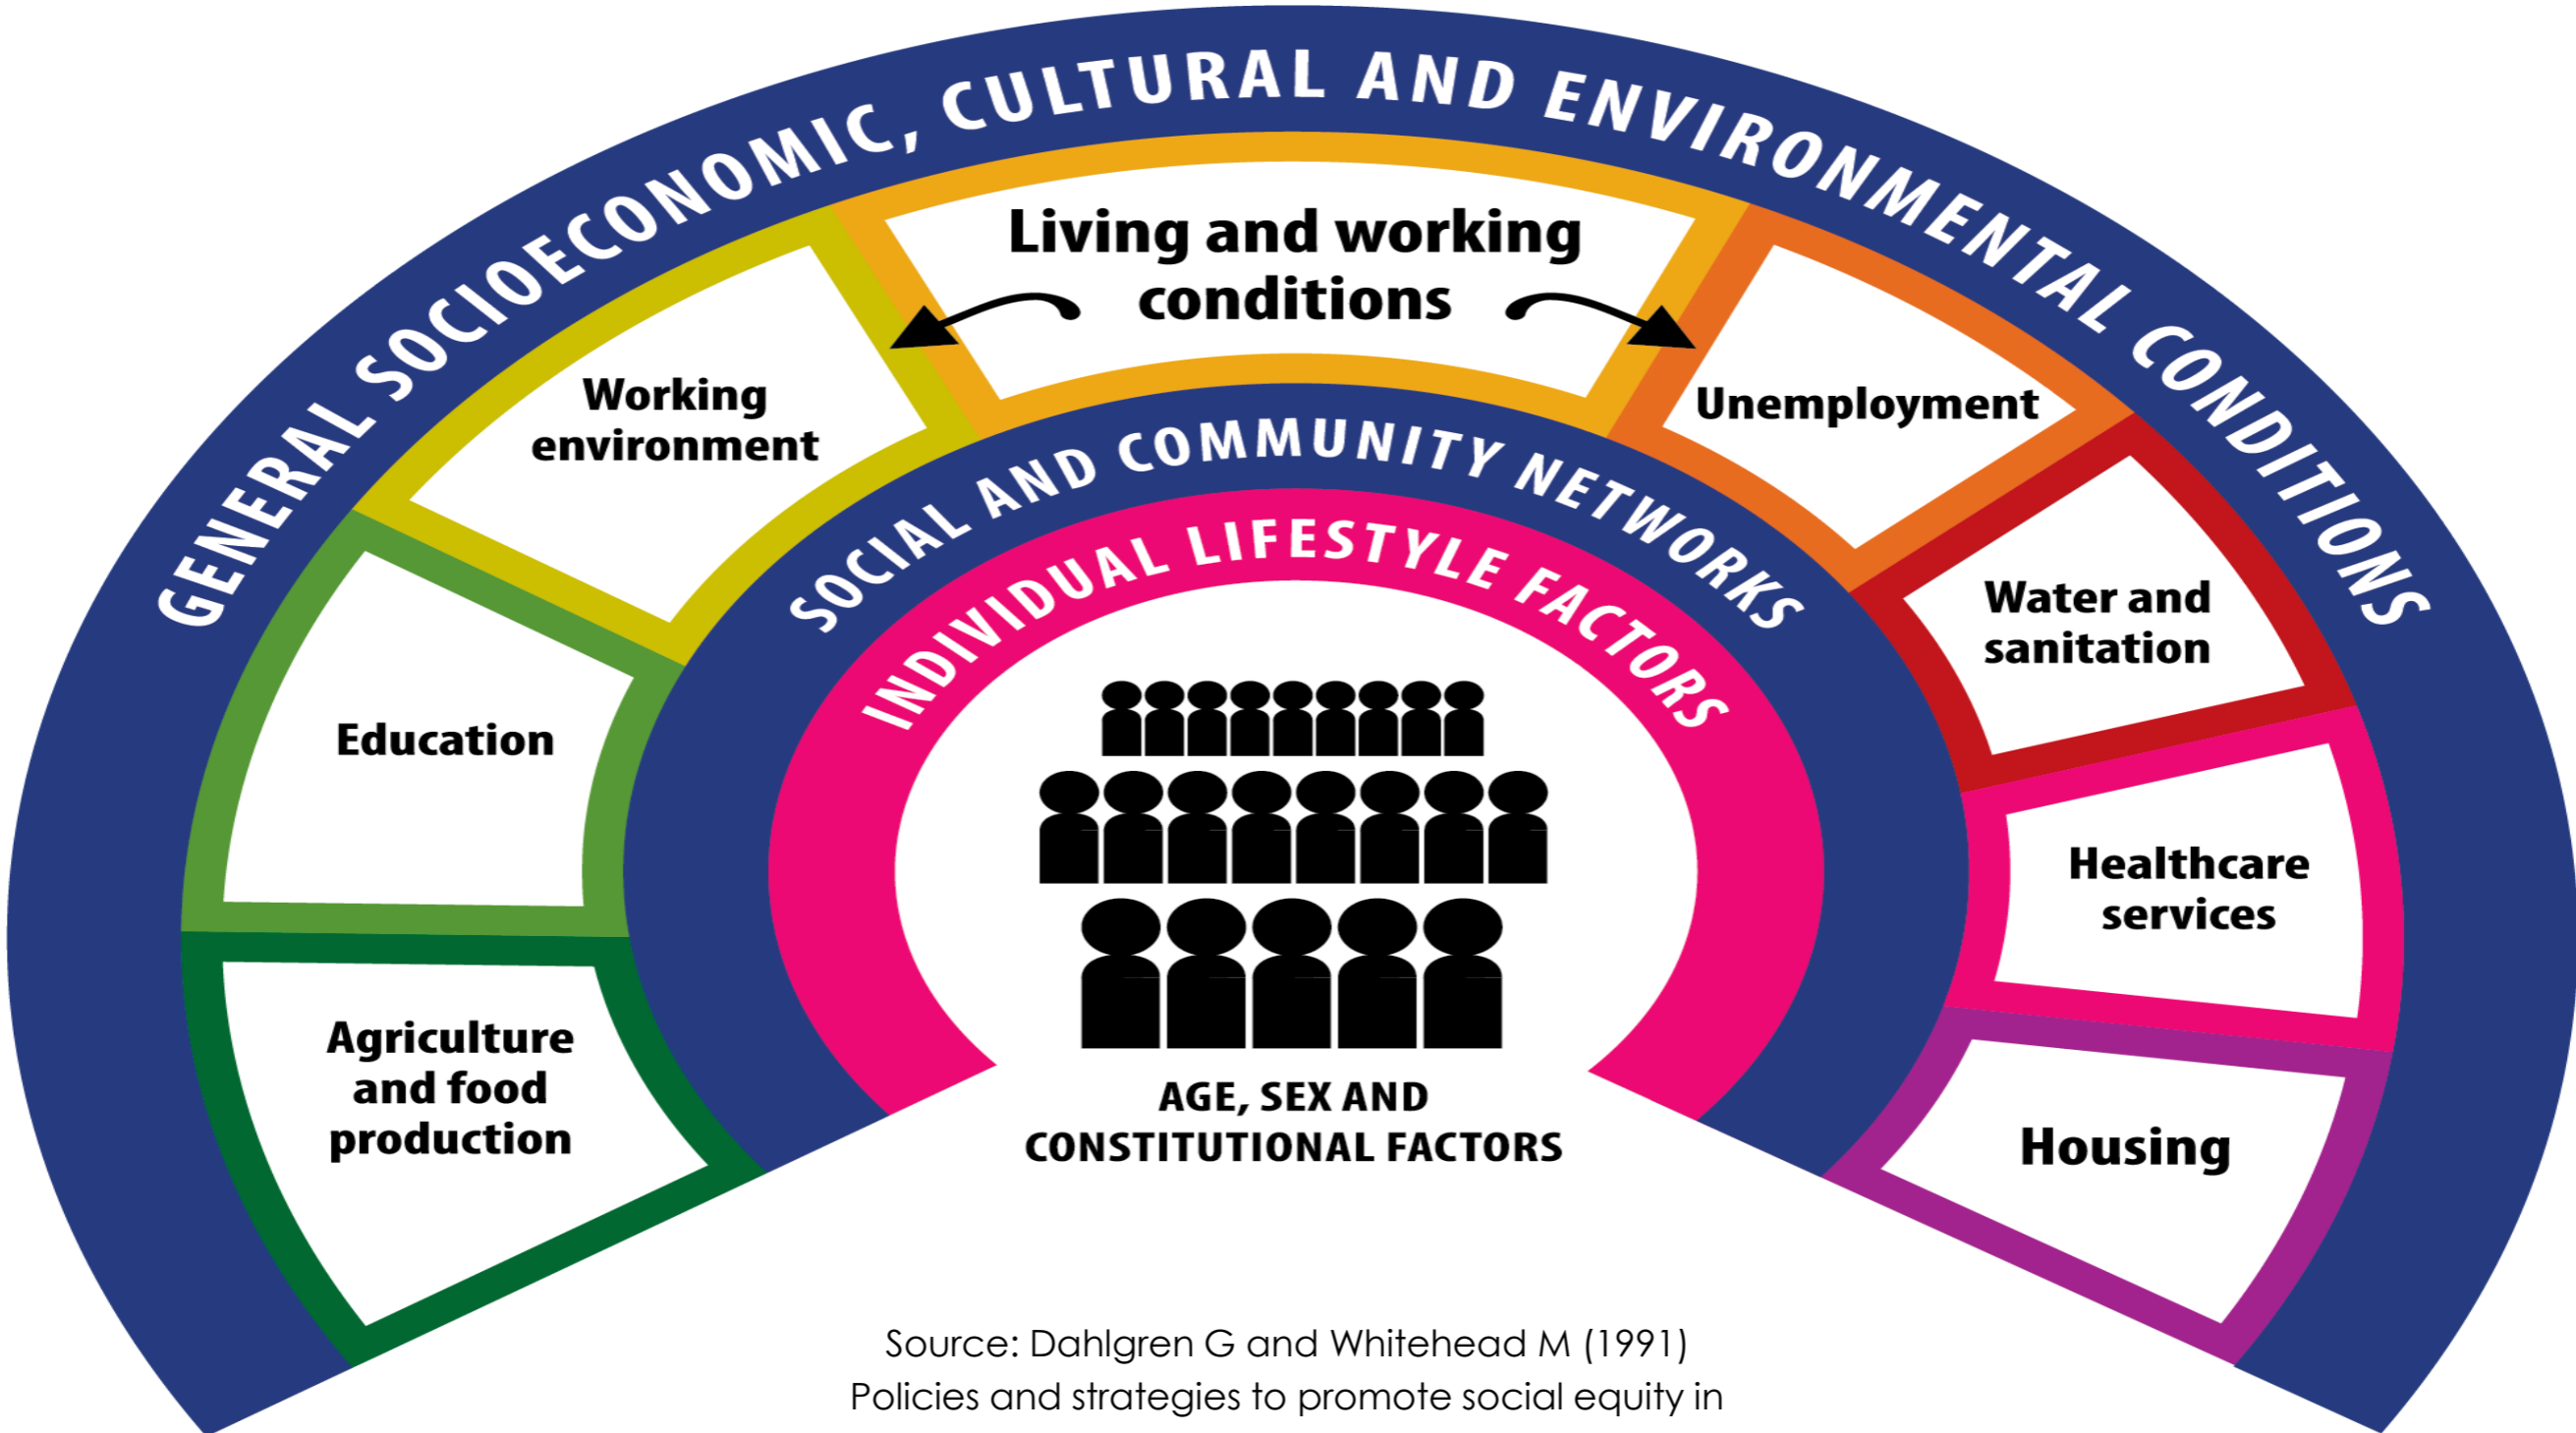 GENERAL SOCIOECONOMIC, CULTURAL AND ENVIRONMENTAL CONDITIONS
Living and working
conditions
Working
environment
Unemployment
Education
Water and
sanitation
Agriculture
and food
production
Healthcare
services
Housing
SOCIAL AND COMMUNITY NETWORKS
INDIVIDUAL LIFESTYLE FACTORS
AGE, SEX AND
CONSTITUTIONAL FACTORS
Source: Dahlgren G and Whitehead M (1991)
Policies and strategies to promote social equity in